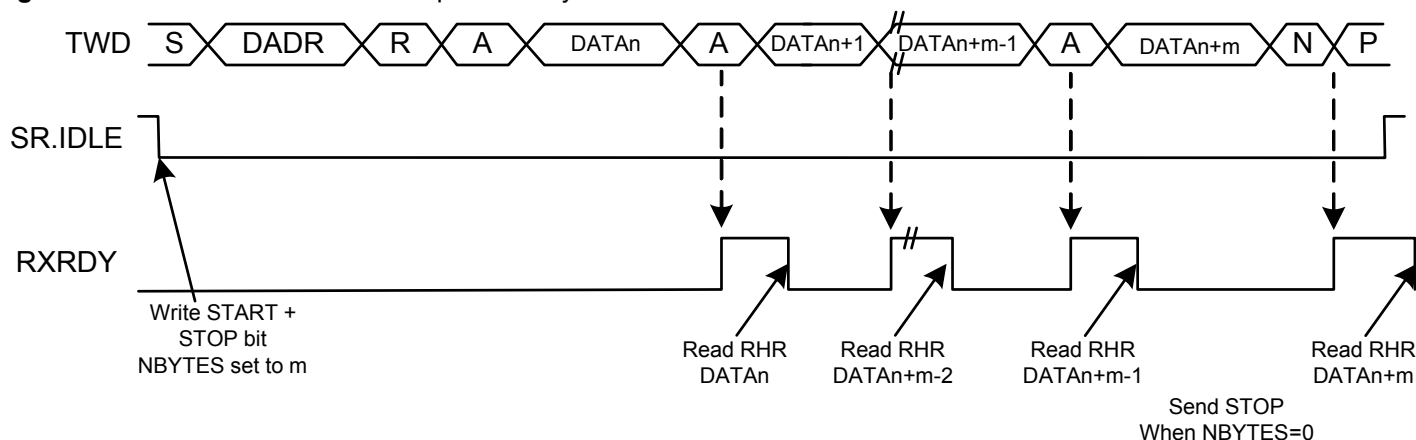 TWD S DADR R A DATAn A DATAn+1 DATAn+m-1 A DATAn+m N P
SR.IDLE
RXRDY
Write START +
STOP bit
NBYTES set to m
Read RHR
DATAn
Read RHR
DATAn+m-2
Read RHR
DATAn+m-1
Read RHR
DATAn+m
Send STOP
When NBYTES=0